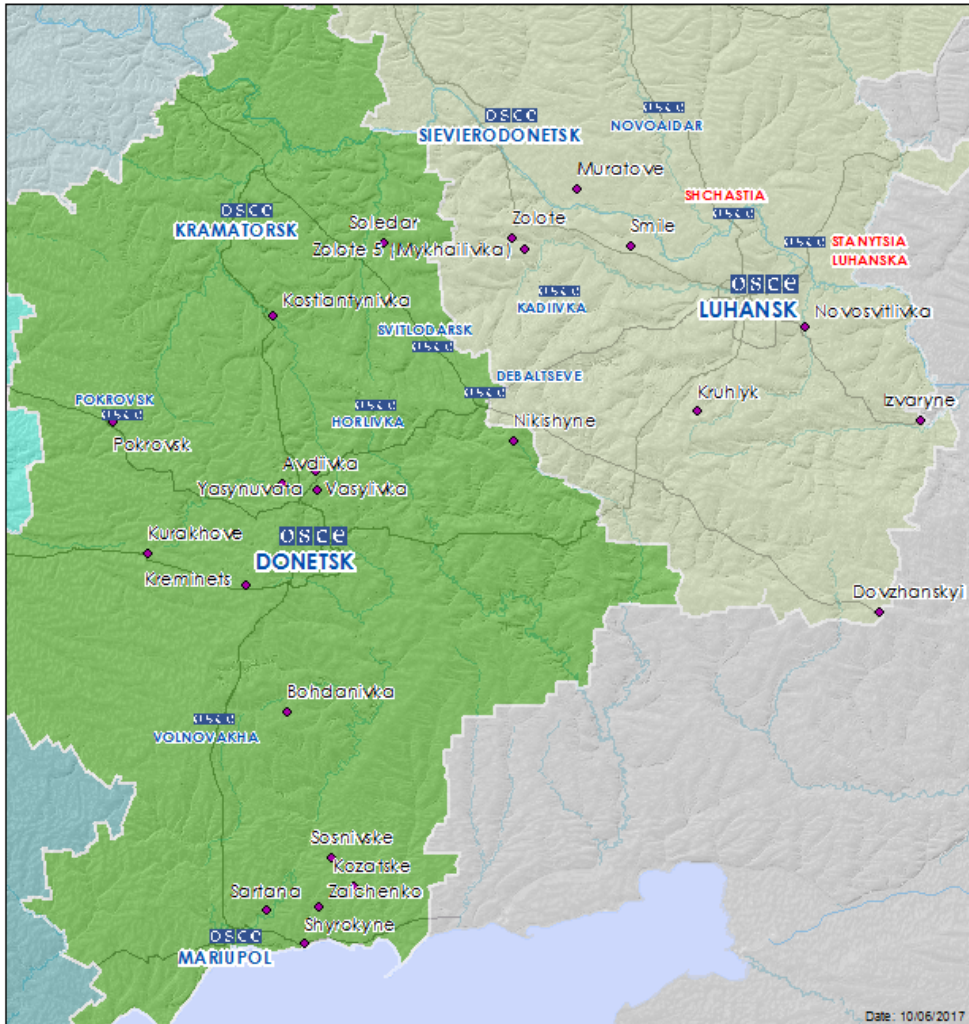 osce
SIEVIERODONETSK
osce
NOVOAIDAR
Muratove
SHCHASTIA
osce
osce
KRAMATORSK
Soledar
Zolote
Smile
osce
STANYTSIA
LUHANSKA
Zolote 5 (Mykhailivka)
osce
KADIIVKA
osce
LUHANSK
Kostiantynivka
Novosvitlivka
SVITLODARSK
osce
DEBALTSEVE
osce
POKROVSK
osce
Pokrovsk
osce
HORLIVKA
Kruhlyk
Izvaryne
Nikishyne
Avdiivka
Yasynuvata
Vasylivka
Kurakhove
osce
DONETSK
Kreminets
Dovzhanskyi
Bohdanivka
osce
VOLNOVAKHA
Sosnivske
Kozatske
Sartana
Zaichenko
Shyrokyne
osce
MARIUPOL
Date: 10/06/2017